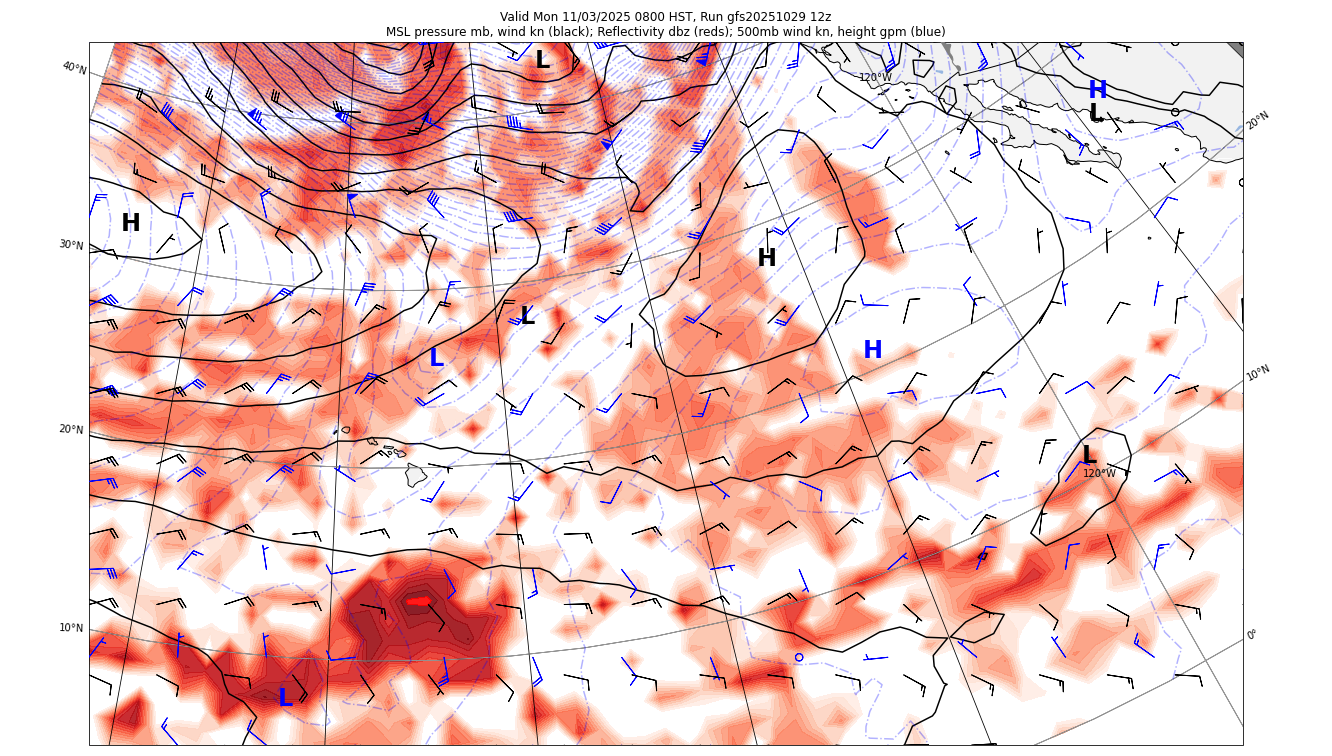 Valid Mon 11/03/2025 0800 HST, Run gfs20251029 12z
MSL pressure mb, wind kn (black); Reflectivity dbz (reds); 500mb wind kn, height gpm (blue)
L
40°N
120°W
H
L
20°N
H
30°N
H
L
H
L
10°N
20°N
L
120°W
10°N
0°
L